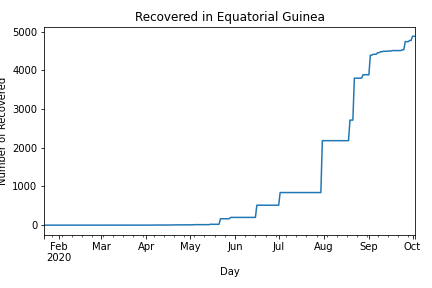 Recovered in Equatorial Guinea
5000
4000
3000
2000
1000
0
Number of Recovered
Feb Mar Apr May Jun Jul Aug Sep Oct
2020
Day